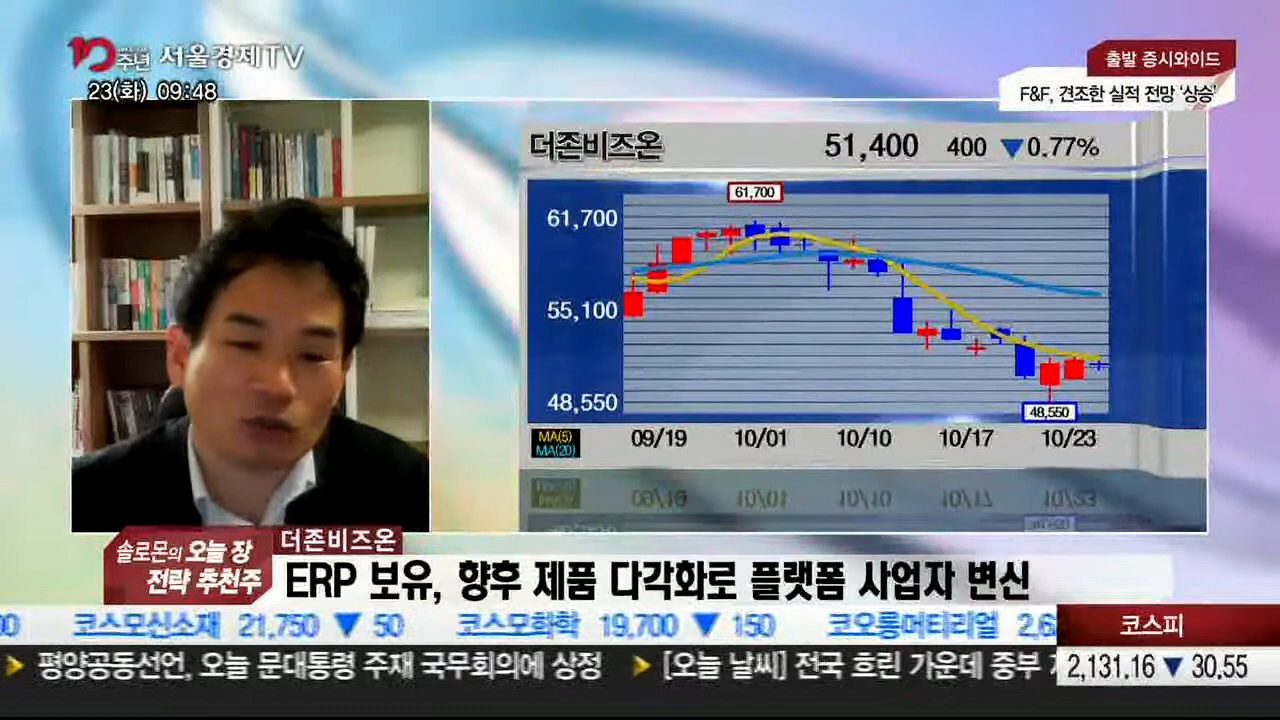 10주년 서울경제TV
23(화) 09:48
출발 증시와이드
F&F, 견조한 실적 전망 '상승'
더존비즈온 51,400 400 ▼0.77%
61,700
61,700
55,100
48,550
48,550
MA(5)
MA(20)
09/19 10/01 10/10 10/17 10/23
솔로몬의 오늘 장
전략 추천주
더존비즈온
ERP 보유, 향후 제품 다각화로 플랫폼 사업자 변신
00 코스모신소재 21,750 ▼ 50 코스모화학 19,700 ▼ 150 코오롱머티리얼 2,6
코스피
2,131.16 ▼ 30.55
평양공동선언, 오늘 문대통령 주재 국무회의에 상정 [오늘 날씨] 전국 흐린 가운데 중부